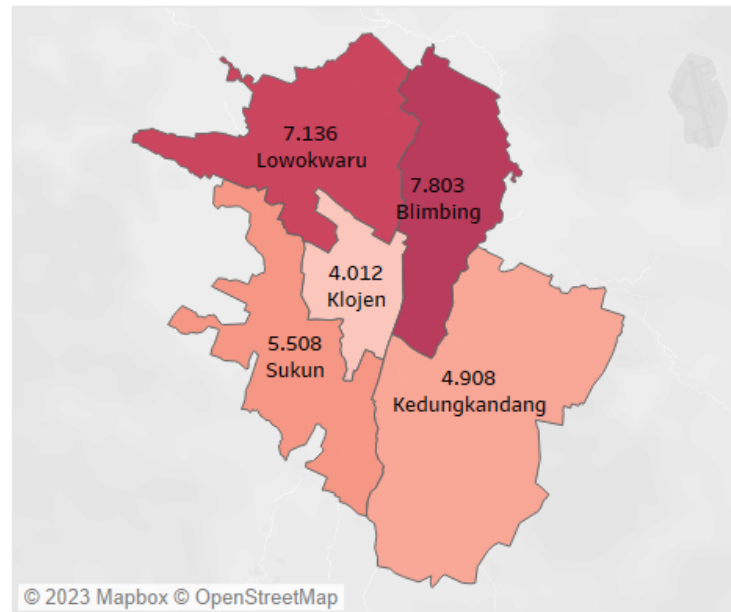 7.136
Lowokwaru
7.803
Blimbing
4.012
Klojen
5.508
Sukun
4.908
Kedungkandang
© 2023 Mapbox © OpenStreetMap